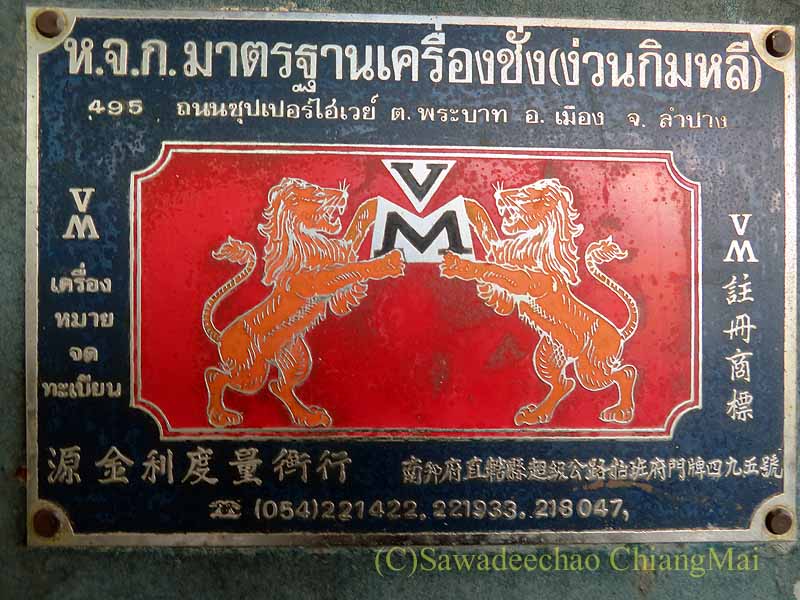 ห.จ.ก. มาตรฐานเครื่องชั่ง(ง่วนกิมหลี)
495 ถนนซุปเปอร์ไฮเวย์ ต. พระบาท อ. เมือง จ. ลำปาง
V
M
V
M
เครื่อง
หมาย
จด
ทะเบียน
V
M
註冊商標
源金利度量衡行
南邦府直轄縣超級公路拍班府門牌四九五號
☎ (054)221422, 221933, 218047,
(C)Sawadeechao ChiangMai